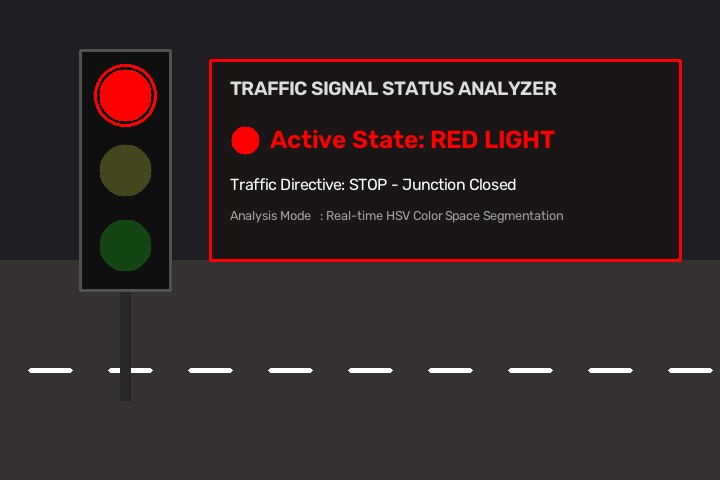 TRAFFIC SIGNAL STATUS ANALYZER
Active State: RED LIGHT
Traffic Directive: STOP - Junction Closed
Analysis Mode : Real-time HSV Color Space Segmentation